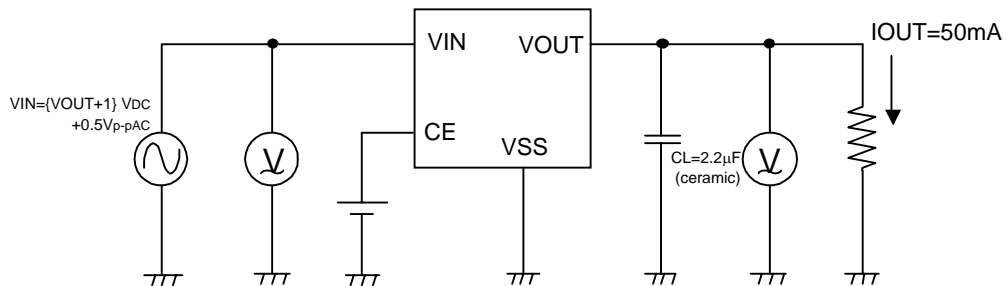 VIN
VOUT
IOUT=50mA
VIN={VOUT+1} VDC
+0.5Vp-pAC
CE
V
VSS
CL=2.2μF
(ceramic)
V